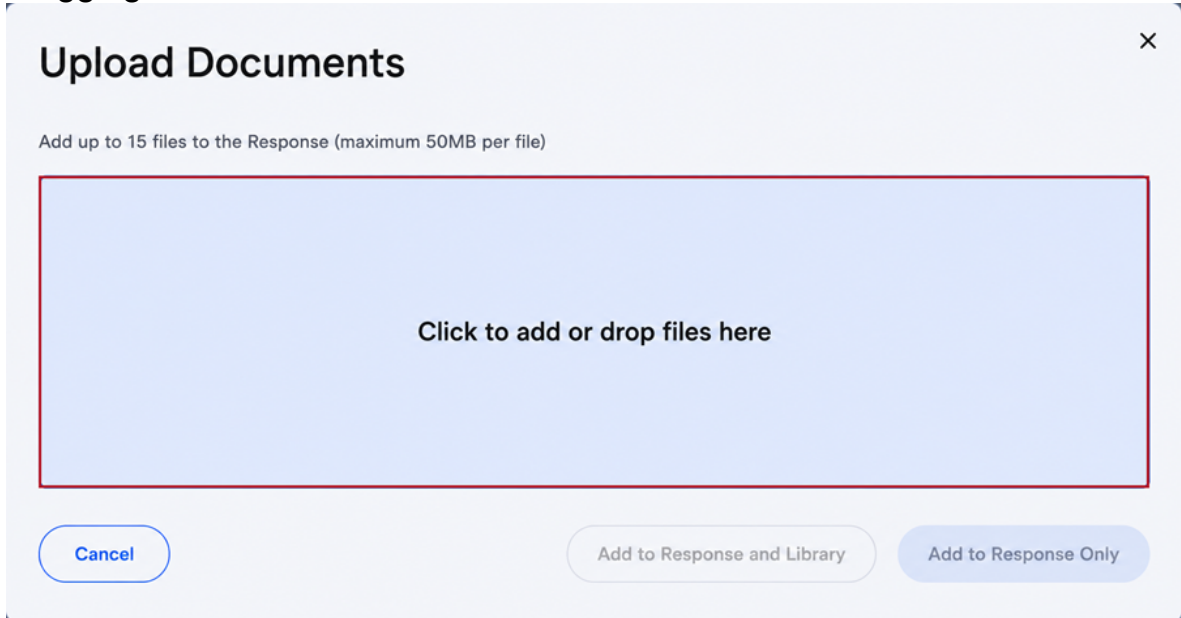 Upload Documents
Add up to 15 files to the Response (maximum 50MB per file)
Click to add or drop files here
Cancel
Add to Response and Library
Add to Response Only